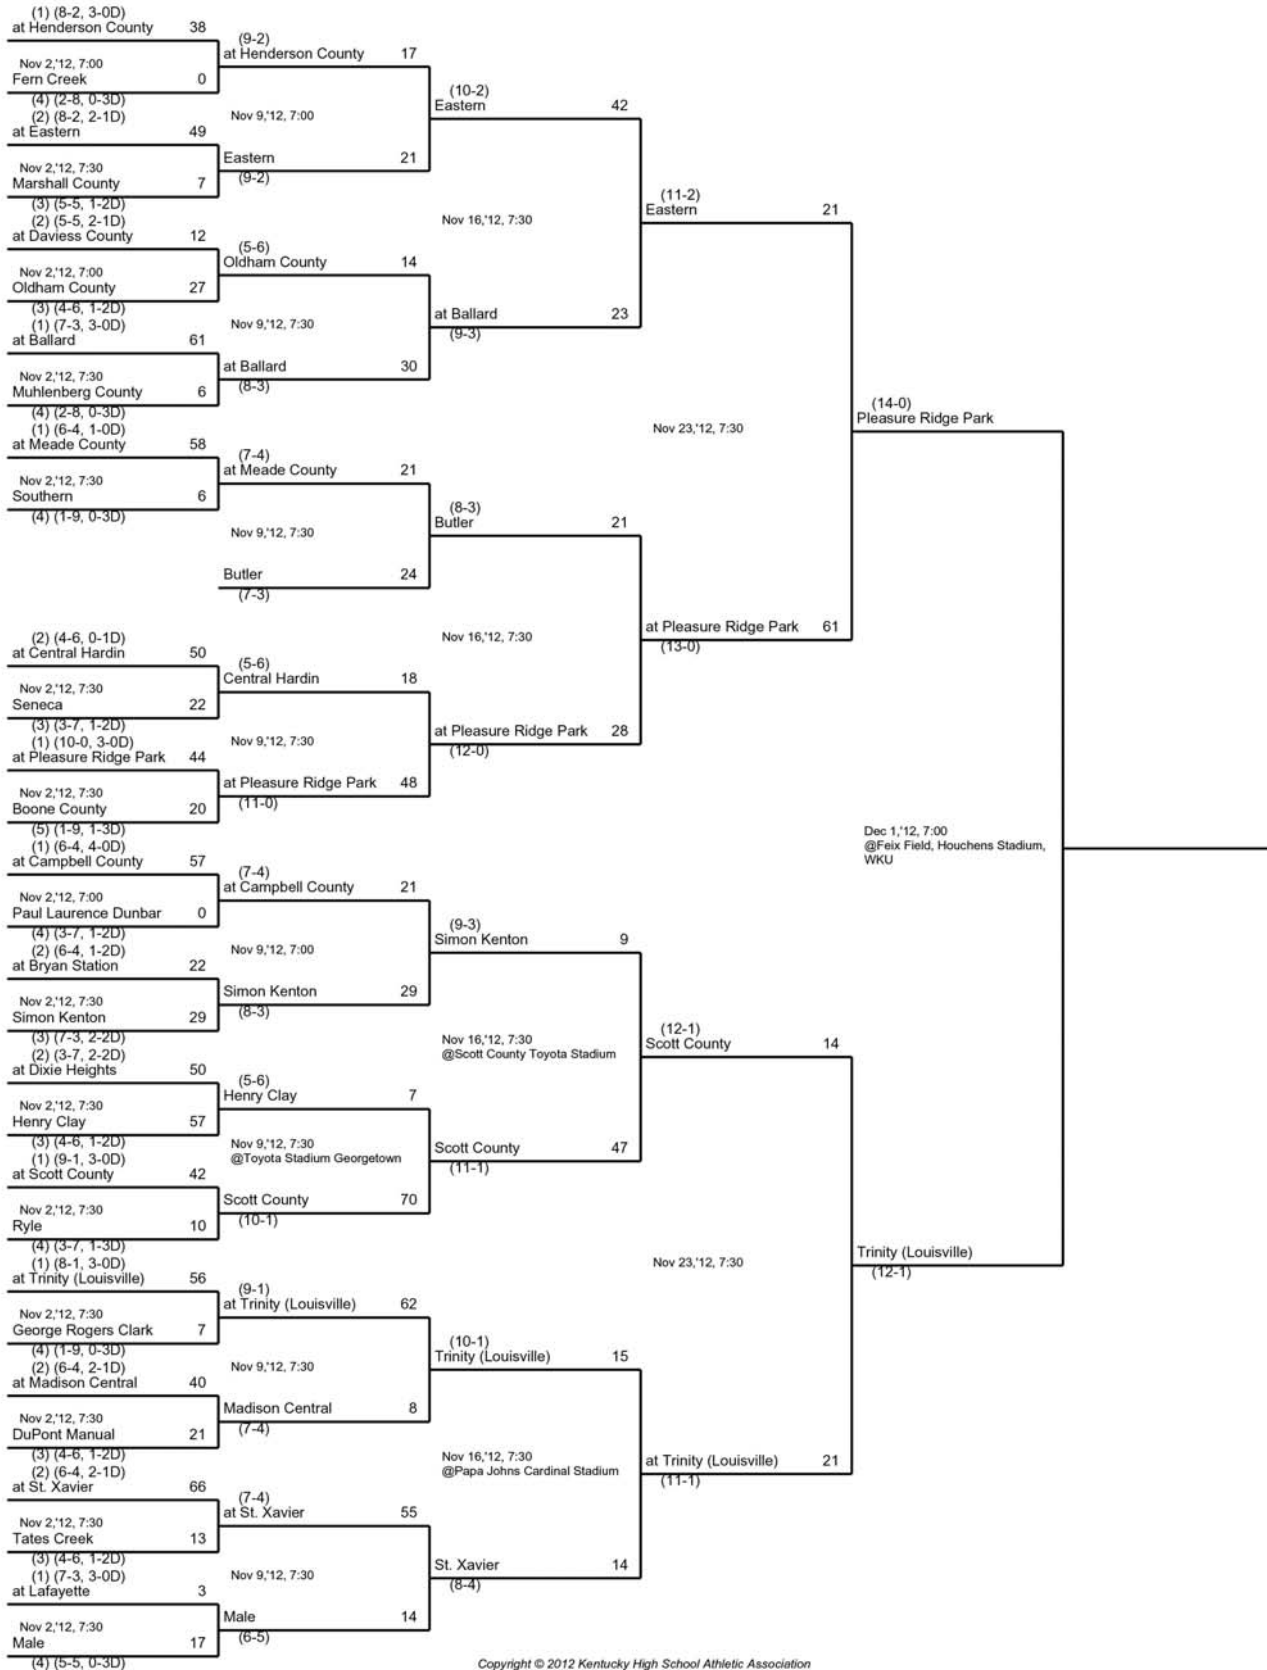 (1) (8-2, 3-0D)
at Henderson County 38
Nov 2,'12, 7:00
Fern Creek 0
(4) (2-8, 0-3D)
(2) (8-2, 2-1D)
at Eastern 49
Nov 2,'12, 7:30
Marshall County 7
(3) (5-5, 1-2D)
(2) (5-5, 2-1D)
at Daviess County 12
Nov 2,'12, 7:00
Oldham County 27
(3) (4-6, 1-2D)
(1) (7-3, 3-0D)
at Ballard 61
Nov 2,'12, 7:30
Muhlenberg County 6
(4) (2-8, 0-3D)
(1) (6-4, 1-0D)
at Meade County 58
Nov 2,'12, 7:30
Southern 6
(4) (1-9, 0-3D)
(2) (4-6, 0-1D)
at Central Hardin 50
Nov 2,'12, 7:30
Seneca 22
(3) (3-7, 1-2D)
(1) (10-0, 3-0D)
at Pleasure Ridge Park 44
Nov 2,'12, 7:30
Boone County 20
(5) (1-9, 1-3D)
(1) (6-4, 4-0D)
at Campbell County 57
Nov 2,'12, 7:00
Paul Laurence Dunbar 0
(4) (3-7, 1-2D)
(2) (6-4, 1-2D)
at Bryan Station 22
Nov 2,'12, 7:30
Simon Kenton 29
(3) (7-3, 2-2D)
(2) (3-7, 2-2D)
at Dixie Heights 50
Nov 2,'12, 7:30
Henry Clay 57
(3) (4-6, 1-2D)
(1) (9-1, 3-0D)
at Scott County 42
Nov 2,'12, 7:30
Ryle 10
(4) (3-7, 1-3D)
(1) (8-1, 3-0D)
at Trinity (Louisville) 56
Nov 2,'12, 7:30
George Rogers Clark 7
(4) (1-9, 0-3D)
(2) (6-4, 2-1D)
at Madison Central 40
Nov 2,'12, 7:30
DuPont Manual 21
(3) (4-6, 1-2D)
(2) (6-4, 2-1D)
at St. Xavier 66
Nov 2,'12, 7:30
Tates Creek 13
(3) (4-6, 1-2D)
(1) (7-3, 3-0D)
at Lafayette 3
Nov 2,'12, 7:30
Male 17
(4) (5-5, 0-3D)
(9-2)
at Henderson County 17
Nov 9,'12, 7:00
Eastern 21
(9-2)
(5-6)
Oldham County 14
Nov 9,'12, 7:30
at Ballard 30
(8-3)
(7-4)
at Meade County 21
Nov 9,'12, 7:30
Butler 24
(7-3)
(5-6)
Central Hardin 18
Nov 9,'12, 7:30
at Pleasure Ridge Park 48
(11-0)
(7-4)
at Campbell County 21
Nov 9,'12, 7:00
Simon Kenton 29
(8-3)
(5-6)
Henry Clay 7
Nov 9,'12, 7:30
@Toyota Stadium Georgetown
Scott County 70
(10-1)
(9-1)
at Trinity (Louisville) 62
Nov 9,'12, 7:30
Madison Central 8
(7-4)
(7-4)
at St. Xavier 55
Nov 9,'12, 7:30
Male 14
(6-5)
(10-2)
Eastern 42
Nov 16,'12, 7:30
at Ballard 23
(9-3)
(8-3)
Butler 21
Nov 16,'12, 7:30
at Pleasure Ridge Park 28
(12-0)
(9-3)
Simon Kenton 9
Nov 16,'12, 7:30
@Scott County Toyota Stadium
Scott County 47
(11-1)
(10-1)
Trinity (Louisville) 15
Nov 16,'12, 7:30
@Papa Johns Cardinal Stadium
St. Xavier 14
(8-4)
(11-2)
Eastern 21
Nov 23,'12, 7:30
at Pleasure Ridge Park 61
(13-0)
(12-1)
Scott County 14
Nov 23,'12, 7:30
at Trinity (Louisville) 21
(11-1)
(14-0)
Pleasure Ridge Park
Dec 1,'12, 7:00
@Feix Field, Houchens Stadium,
WKU
Trinity (Louisville)
(12-1)
Copyright © 2012 Kentucky High School Athletic Association